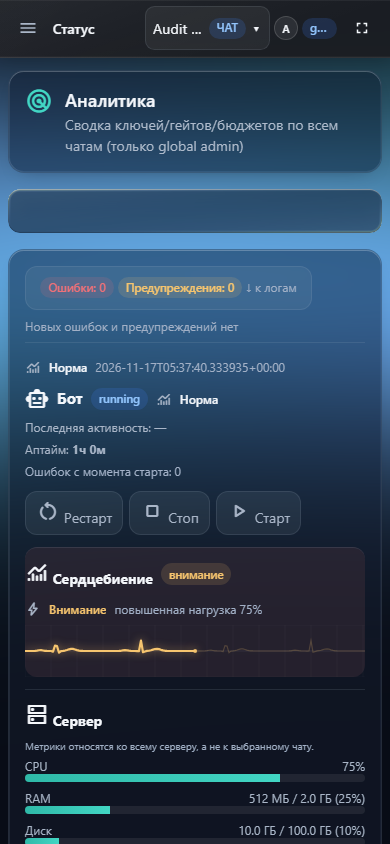 Статус
Audit ... ЧАТ ▾ A g...
Аналитика
Сводка ключей/гейтов/бюджетов по всем
чатам (только global admin)
Ошибки: 0 Предупреждения: 0 ↓ к логам
Новых ошибок и предупреждений нет
Норма 2026-11-17T05:37:40.333935+00:00
Бот running Норма
Последняя активность: —
Аптайм: 1ч 0м
Ошибок с момента старта: 0
Рестарт Стоп Старт
Сердцебиение внимание
Внимание повышенная нагрузка 75%
Сервер
Метрики относятся ко всему серверу, а не к выбранному чату.
CPU 75%
RAM 512 МБ / 2.0 ГБ (25%)
Диск 10.0 ГБ / 100.0 ГБ (10%)